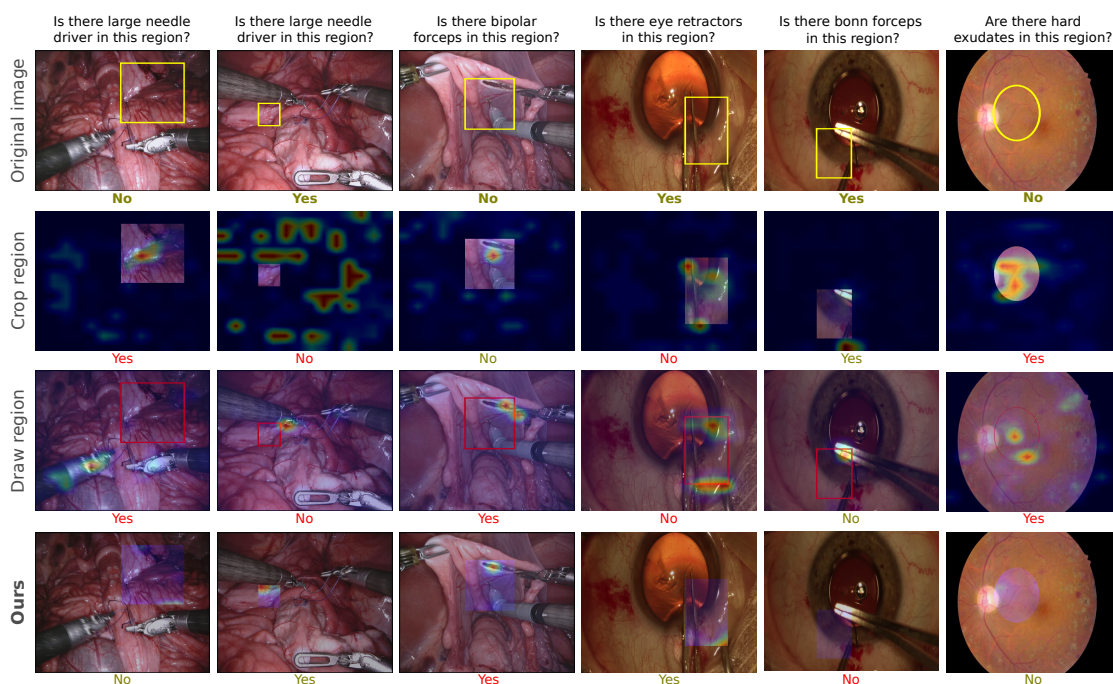 Is there large needle
driver in this region?
Is there large needle
driver in this region?
Is there bipolar
forceps in this region?
Is there eye retractors
in this region?
Is there bonn forceps
in this region?
Are there hard
exudates in this region?
Original image
No
Yes
No
Yes
Yes
No
Crop region
Yes
No
No
No
Yes
Yes
Draw region
Yes
No
Yes
No
No
Yes
Ours
No
Yes
Yes
Yes
No
No